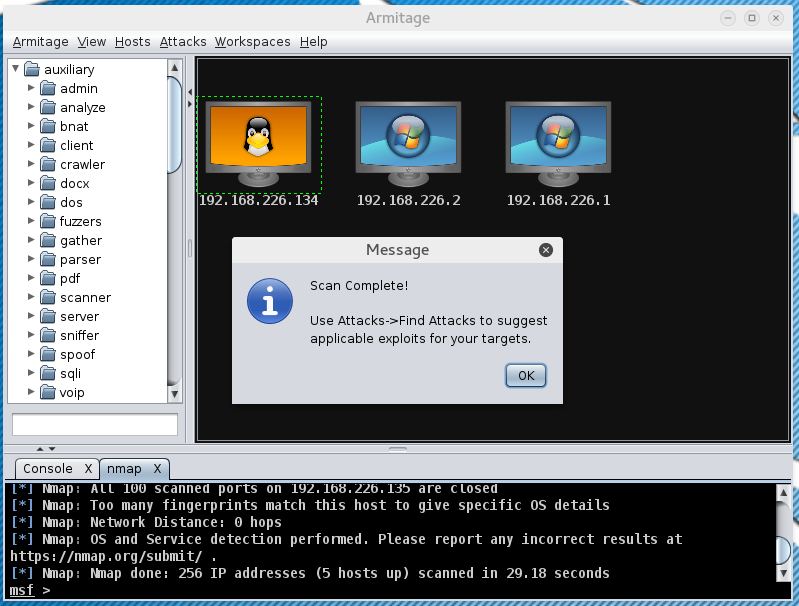 Armitage
Armitage View Hosts Attacks Workspaces Help
auxiliary
admin
analyze
bnat
client
crawler
docx
dos
fuzzers
gather
parser
pdf
scanner
server
sniffer
spoof
sqli
voip
192.168.226.134
192.168.226.2
192.168.226.1
Message
Scan Complete!
Use Attacks->Find Attacks to suggest
applicable exploits for your targets.
OK
Console X nmap X
[*] Nmap: All 100 scanned ports on 192.168.226.135 are closed
[*] Nmap: Too many fingerprints match this host to give specific OS details
[*] Nmap: Network Distance: 0 hops
[*] Nmap: OS and Service detection performed. Please report any incorrect results at
https://nmap.org/submit/ .
[*] Nmap: Nmap done: 256 IP addresses (5 hosts up) scanned in 29.18 seconds
msf >